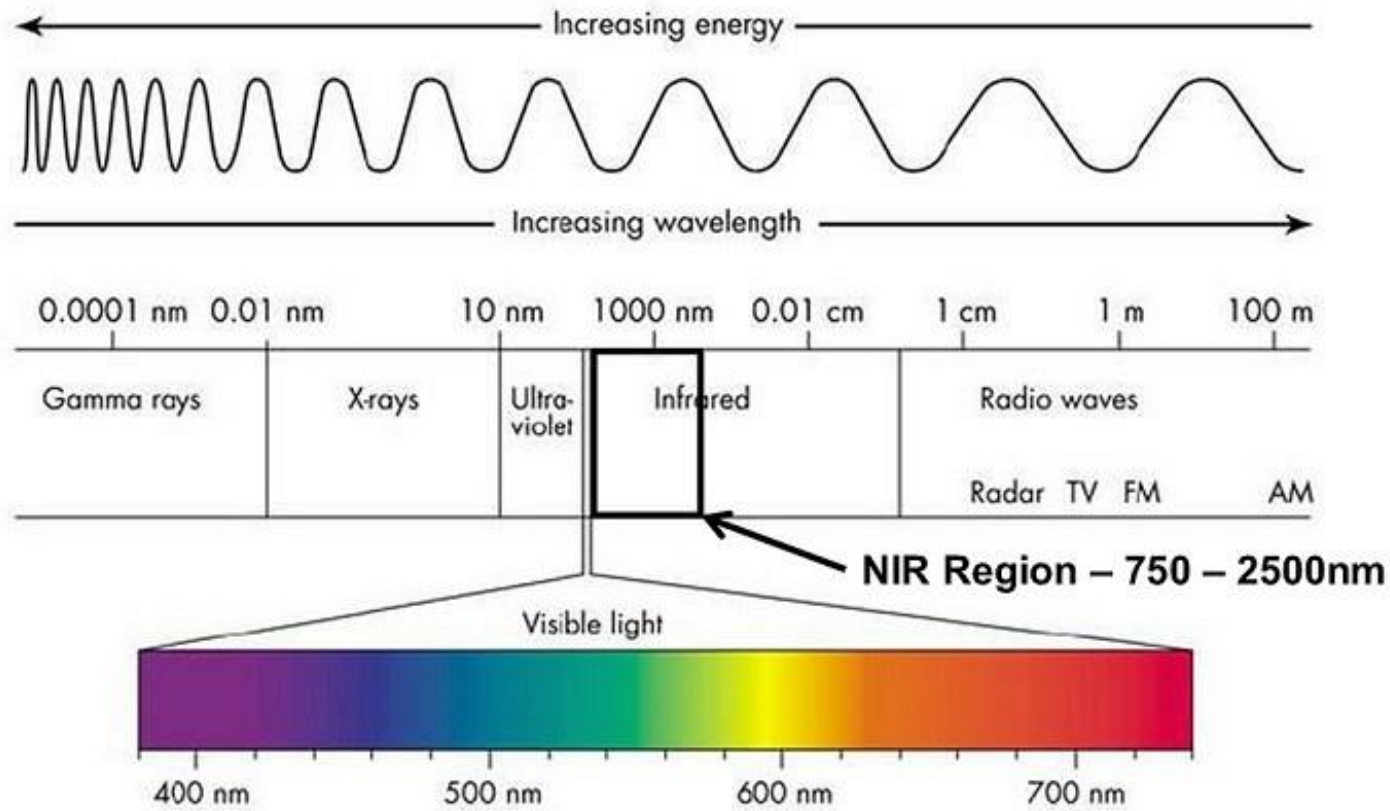 Increasing energy
Increasing wavelength
0.0001 nm 0.01 nm 10 nm 1000 nm 0.01 cm 1 cm 1 m 100 m
Gamma rays X-rays Ultra-
violet Infrared Radio waves
Radar TV FM AM
NIR Region – 750 – 2500nm
Visible light
400 nm 500 nm 600 nm 700 nm